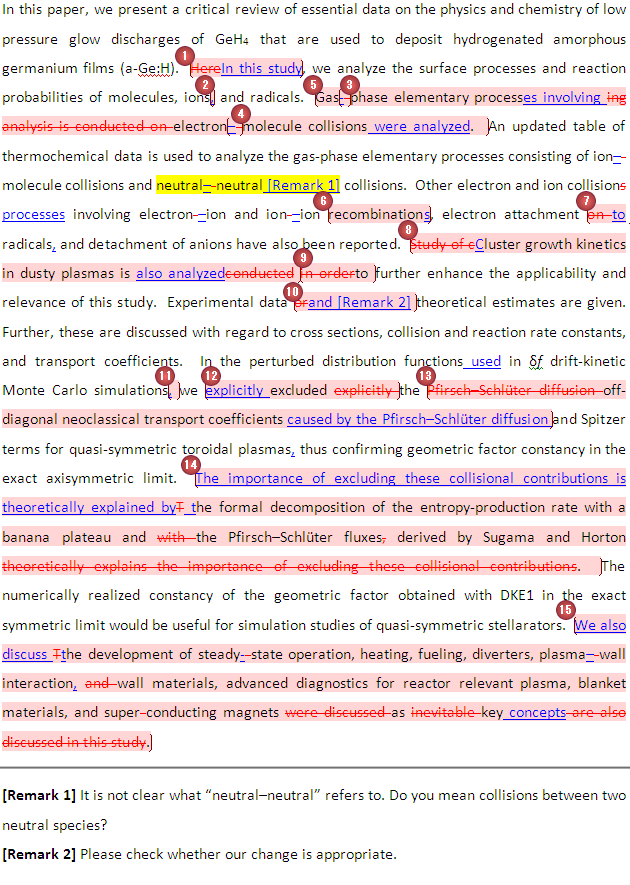 In this paper, we present a critical review of essential data on the physics and chemistry of low
pressure glow discharges of GeH₄ that are used to deposit hydrogenated amorphous
germanium films (a-Ge:H). 1 HereIn this study, we analyze the surface processes and reaction
probabilities of molecules, ions, 2 and radicals. 5 Gas- 3 phase elementary processes involving ing
analysis is conducted on electron– 4 -molecule collisions were analyzed. An updated table of
thermochemical data is used to analyze the gas-phase elementary processes consisting of ion–-
molecule collisions and neutral–-neutral [Remark 1] collisions. Other electron and ion collisions
processes involving electron-–ion and ion-–ion 6 recombinations, electron attachment 7 on to
radicals, and detachment of anions have also been reported. 8 Study of cCluster growth kinetics
in dusty plasmas is also analyzedconducted 9 in orderto further enhance the applicability and
relevance of this study. Experimental data 10 orand [Remark 2] theoretical estimates are given.
Further, these are discussed with regard to cross sections, collision and reaction rate constants,
and transport coefficients. In the perturbed distribution functions used in δf drift-kinetic
Monte Carlo simulations, 11 we 12 explicitly excluded explicitly the 13 Pfirsch–Schlüter diffusion off-
diagonal neoclassical transport coefficients caused by the Pfirsch–Schlüter diffusion and Spitzer
terms for quasi-symmetric toroidal plasmas, thus confirming geometric factor constancy in the
exact axisymmetric limit. 14 The importance of excluding these collisional contributions is
theoretically explained byT the formal decomposition of the entropy-production rate with a
banana plateau and with the Pfirsch–Schlüter fluxes, derived by Sugama and Horton
theoretically explains the importance of excluding these collisional contributions. The
numerically realized constancy of the geometric factor obtained with DKE1 in the exact
symmetric limit would be useful for simulation studies of quasi-symmetric stellarators. 15 We also
discuss Tthe development of steady--state operation, heating, fueling, diverters, plasma–-wall
interaction, and wall materials, advanced diagnostics for reactor relevant plasma, blanket
materials, and super-conducting magnets were discussed as inevitable key concepts are also
discussed in this study.
[Remark 1] It is not clear what “neutral–neutral” refers to. Do you mean collisions between two
neutral species?
[Remark 2] Please check whether our change is appropriate.